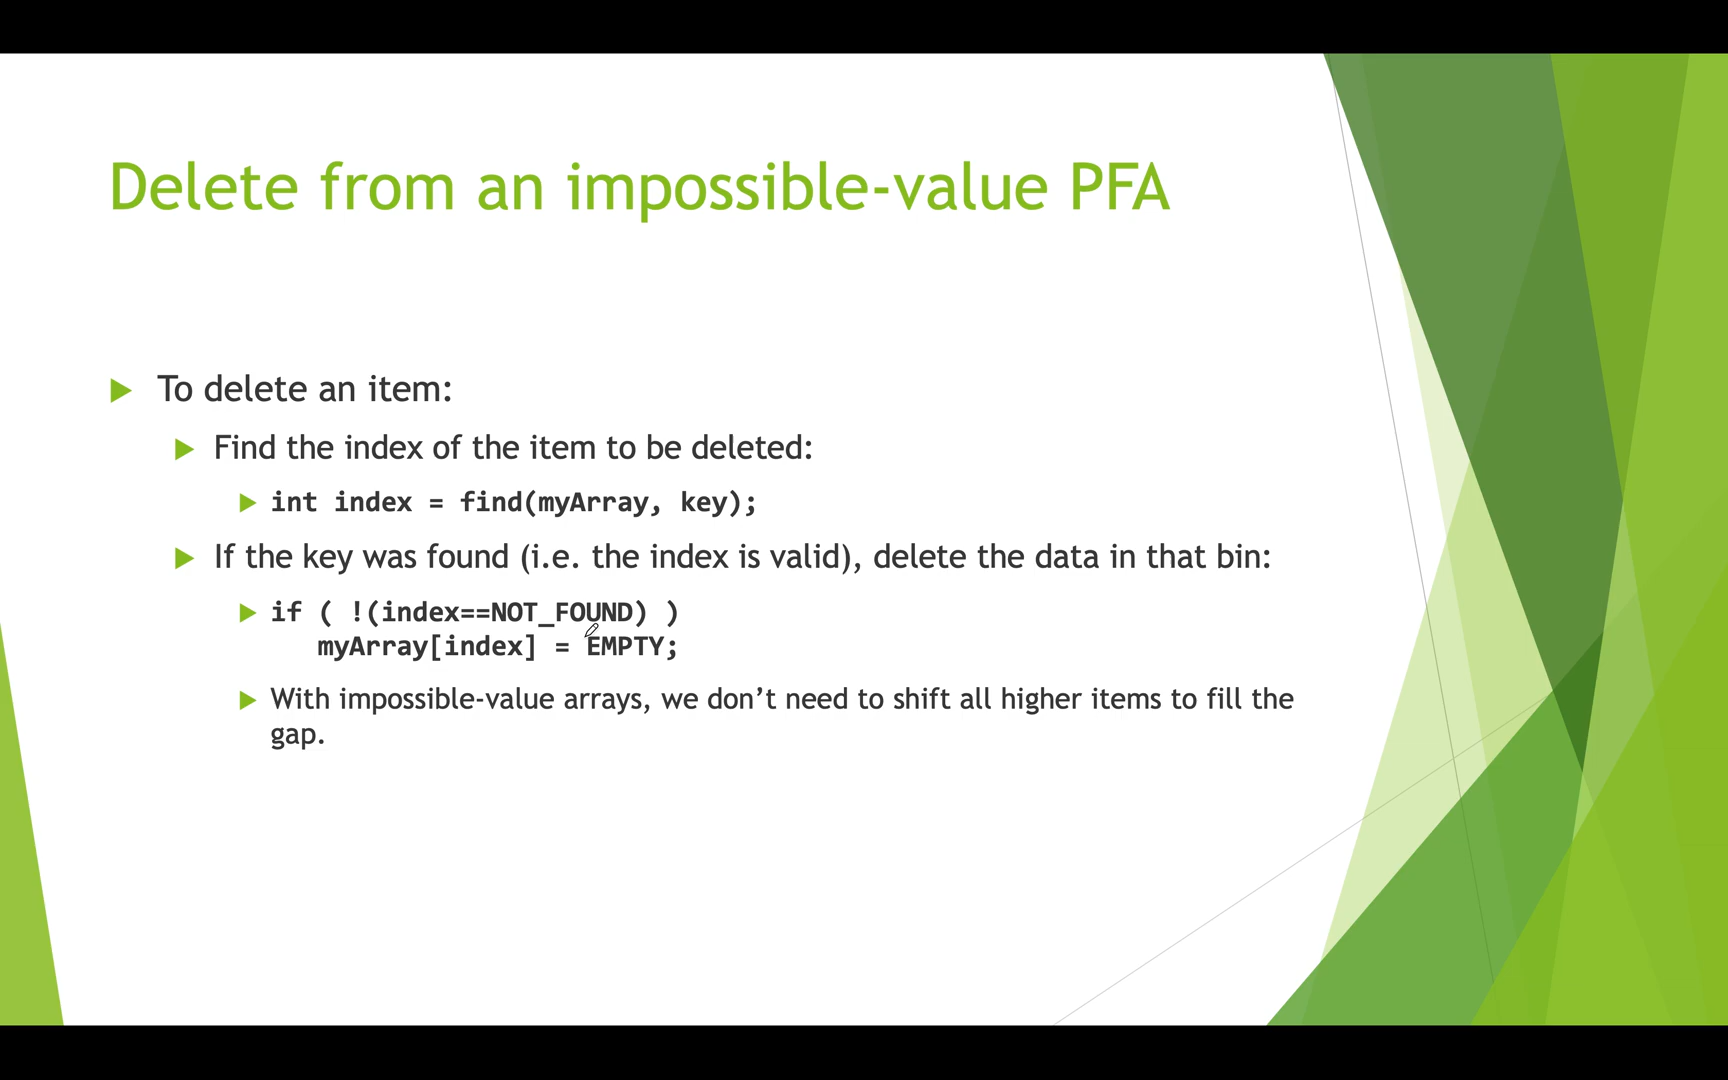 Delete from an impossible-value PFA
To delete an item:
Find the index of the item to be deleted:
int index = find(myArray, key);
If the key was found (i.e. the index is valid), delete the data in that bin:
if ( !(index==NOT_FOUND) )
myArray[index] = EMPTY;
With impossible-value arrays, we don’t need to shift all higher items to fill the
gap.